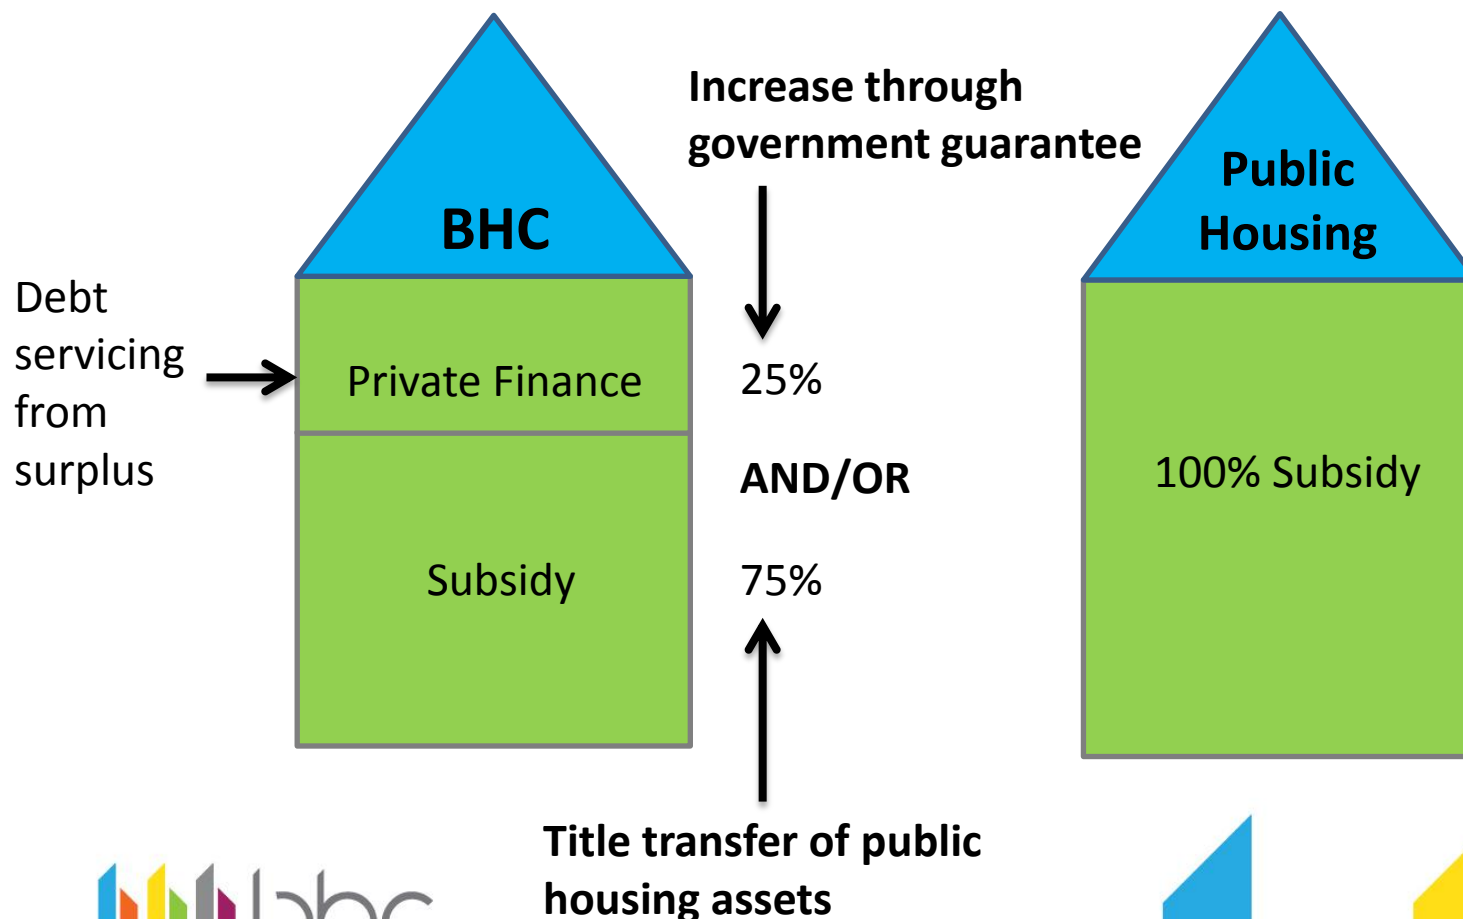 Increase through
government guarantee
BHC
Public
Housing
Debt
servicing
from
surplus
Private Finance
25%
AND/OR
100% Subsidy
Subsidy
75%
Title transfer of public
housing assets
bhc